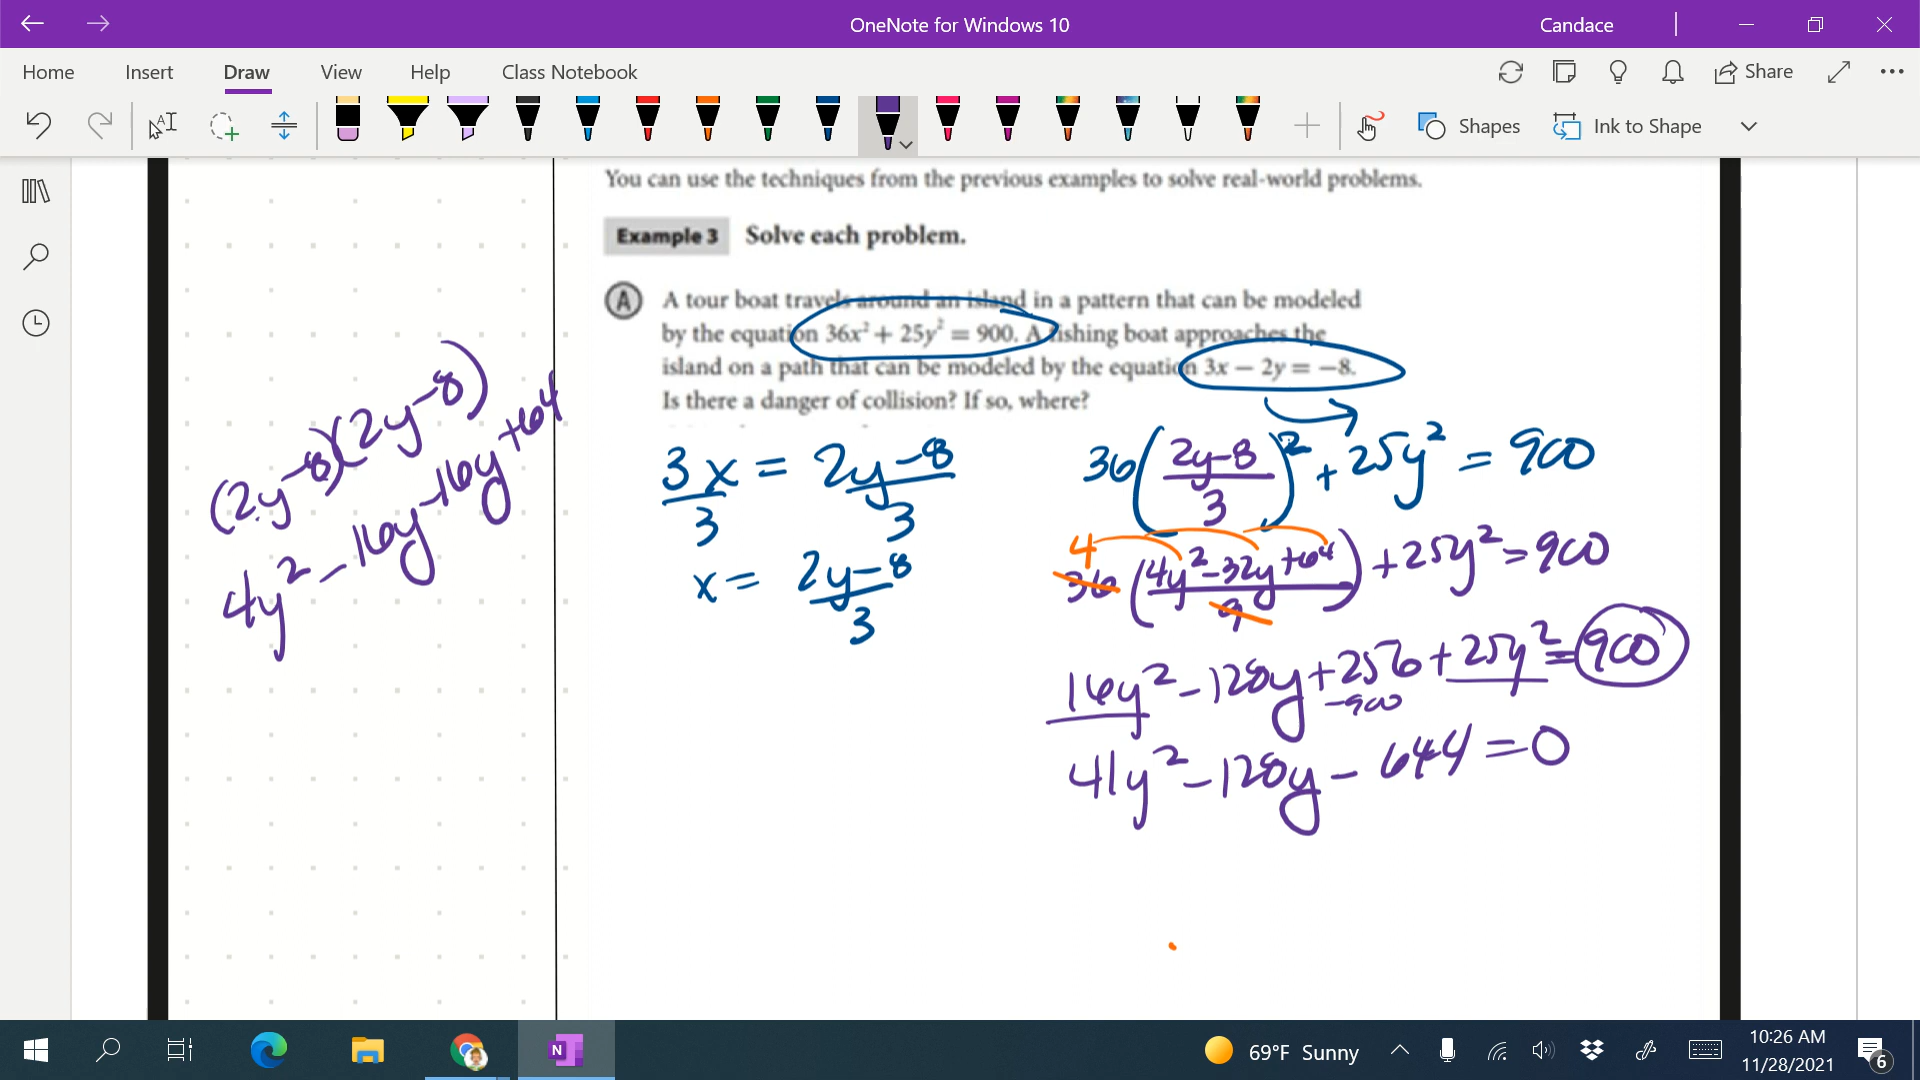 OneNote for Windows 10
Candace
Home Insert Draw View Help Class Notebook
Share
Shapes Ink to Shape
You can use the techniques from the previous examples to solve real-world problems.
Example 3 Solve each problem.
A A tour boat travels around an island in a pattern that can be modeled
by the equation 36x² + 25y² = 900. A fishing boat approaches the
island on a path that can be modeled by the equation 3x − 2y = −8.
Is there a danger of collision? If so, where?
(2y-8)(2y-8)
4y² - 16y - 16y + 64
3x = 2y-8
3 3
x = 2y-8
3
36(2y-8)² + 25y² = 900
3
4
36 (4y²-32y+64) + 25y² = 900
9
16y² - 128y + 256 + 25y² = 900
-900
41y² - 128y - 644 = 0
N
69°F Sunny
10:26 AM
11/28/2021
6